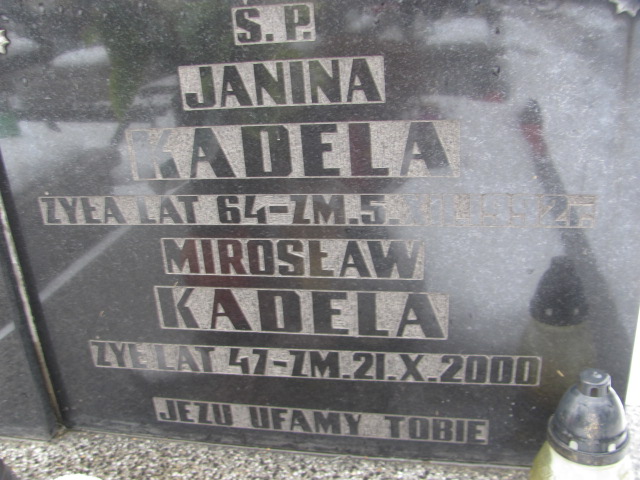 S.P.
JANINA
KADELA
ZYŁA LAT 64-ZM.5.
MIROSŁAW
KADELA
ZYŁ LAT 47-ZM.21.X.2000
JEZU UFAMY TOBIE